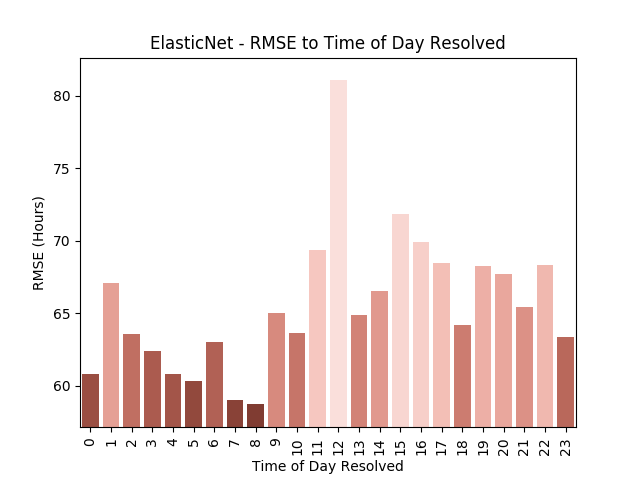 ElasticNet - RMSE to Time of Day Resolved
RMSE (Hours)
80
75
70
65
60
0 1 2 3 4 5 6 7 8 9 10 11 12 13 14 15 16 17 18 19 20 21 22 23
Time of Day Resolved